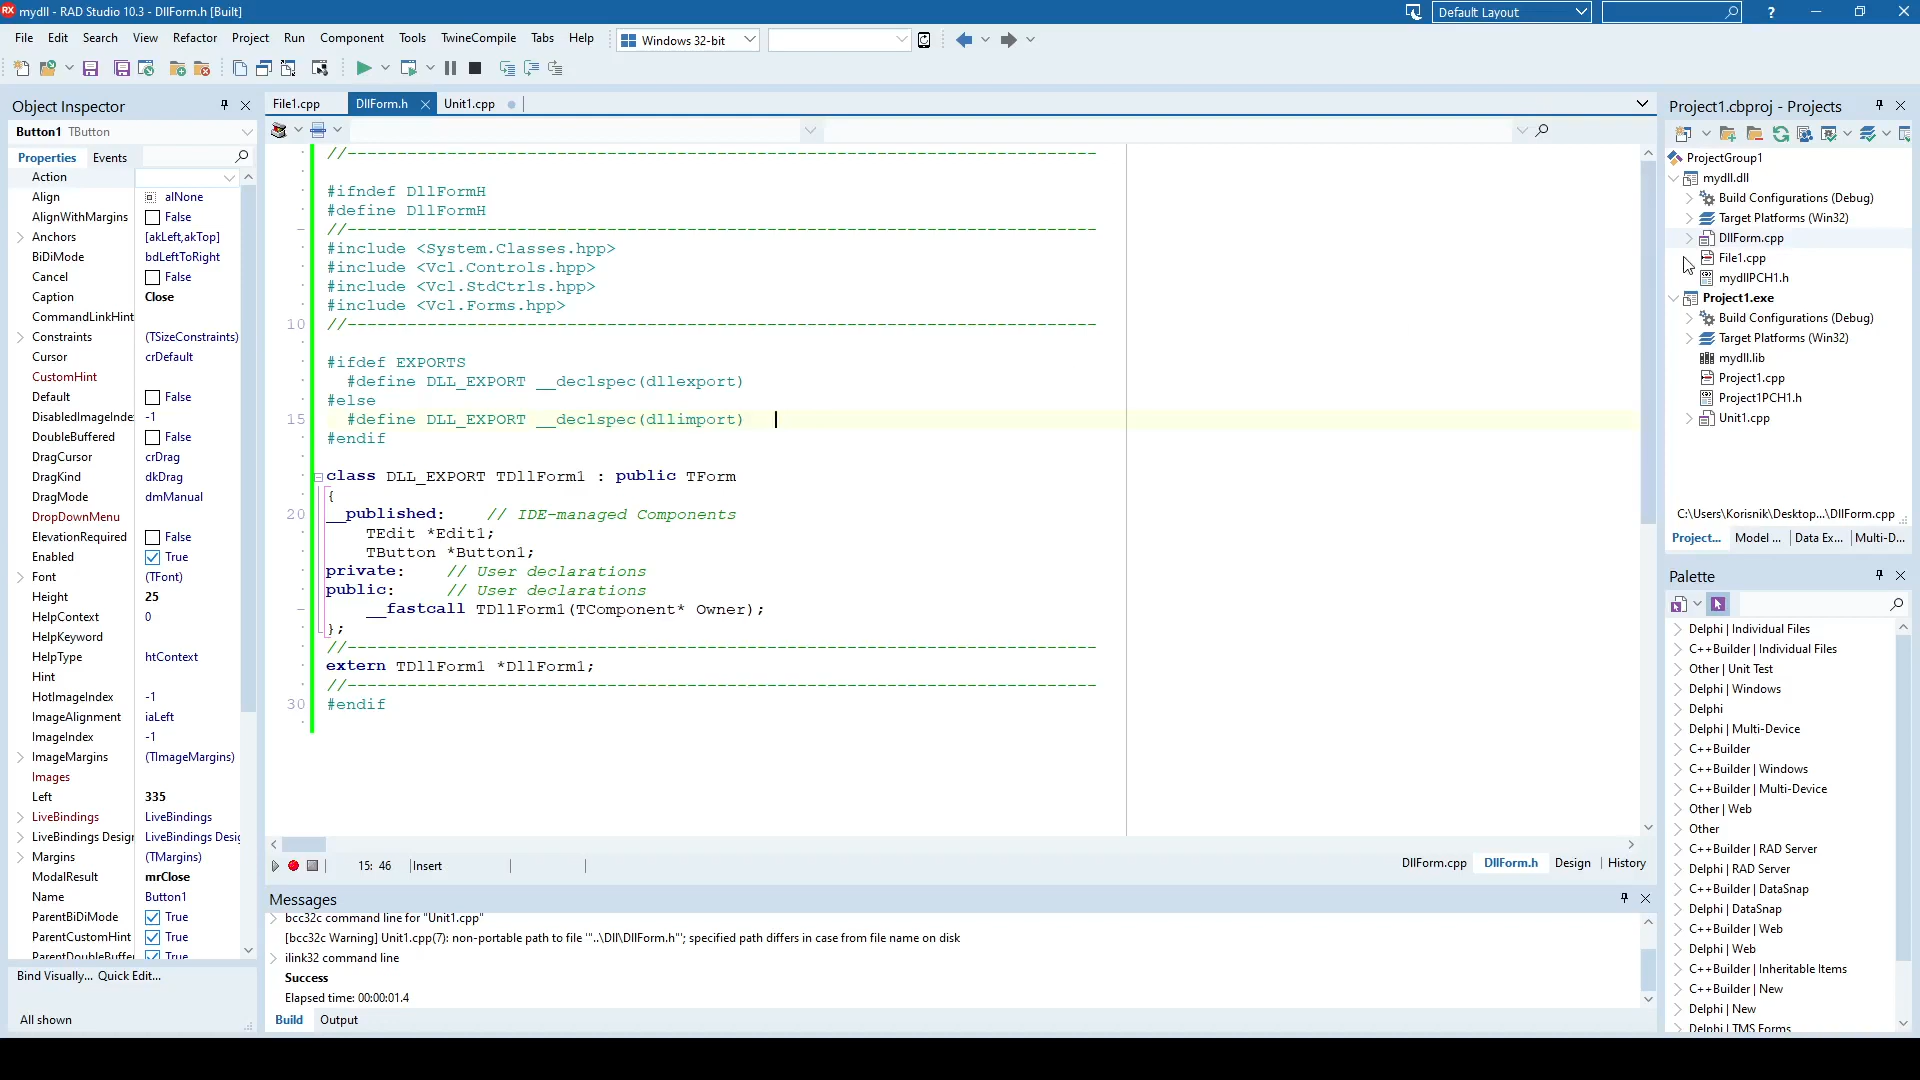 mydll - RAD Studio 10.3 - DllForm.h [Built]
Default Layout
?
File Edit Search View Refactor Project Run Component Tools TwineCompile Tabs Help
Windows 32-bit
Object Inspector
Button1 TButton
Properties Events
Action
Align alNone
AlignWithMargins False
Anchors [akLeft,akTop]
BiDiMode bdLeftToRight
Cancel False
Caption Close
CommandLinkHint
Constraints (TSizeConstraints)
Cursor crDefault
CustomHint
Default False
DisabledImageInde -1
DoubleBuffered False
DragCursor crDrag
DragKind dkDrag
DragMode dmManual
DropDownMenu
ElevationRequired False
Enabled True
Font (TFont)
Height 25
HelpContext 0
HelpKeyword
HelpType htContext
Hint
HotImageIndex -1
ImageAlignment iaLeft
ImageIndex -1
ImageMargins (TImageMargins)
Images
Left 335
LiveBindings LiveBindings
LiveBindings Desigr LiveBindings Desig
Margins (TMargins)
ModalResult mrClose
Name Button1
ParentBiDiMode True
ParentCustomHint True
ParentDoubleBuffer True
Bind Visually... Quick Edit...
All shown
File1.cpp DllForm.h Unit1.cpp
//---------------------------------------------------------------------------
#ifndef DllFormH
#define DllFormH
//---------------------------------------------------------------------------
#include <System.Classes.hpp>
#include <Vcl.Controls.hpp>
#include <Vcl.StdCtrls.hpp>
#include <Vcl.Forms.hpp>
10 //---------------------------------------------------------------------------
#ifdef EXPORTS
#define DLL_EXPORT __declspec(dllexport)
#else
15 #define DLL_EXPORT __declspec(dllimport)
#endif
class DLL_EXPORT TDllForm1 : public TForm
{
20 __published: // IDE-managed Components
TEdit *Edit1;
TButton *Button1;
private: // User declarations
public: // User declarations
__fastcall TDllForm1(TComponent* Owner);
};
//---------------------------------------------------------------------------
extern TDllForm1 *DllForm1;
//---------------------------------------------------------------------------
30 #endif
15: 46 Insert
DllForm.cpp DllForm.h Design History
Messages
bcc32c command line for "Unit1.cpp"
[bcc32c Warning] Unit1.cpp(7): non-portable path to file '"..\Dll\DllForm.h"'; specified path differs in case from file name on disk
ilink32 command line
Success
Elapsed time: 00:00:01.4
Build Output
Project1.cbproj - Projects
ProjectGroup1
mydll.dll
Build Configurations (Debug)
Target Platforms (Win32)
DllForm.cpp
File1.cpp
mydllPCH1.h
Project1.exe
Build Configurations (Debug)
Target Platforms (Win32)
mydll.lib
Project1.cpp
Project1PCH1.h
Unit1.cpp
C:\Users\Korisnik\Desktop...\DllForm.cpp
Project... Model ... Data Ex... Multi-D...
Palette
Delphi | Individual Files
C++Builder | Individual Files
Other | Unit Test
Delphi | Windows
Delphi
Delphi | Multi-Device
C++Builder
C++Builder | Windows
C++Builder | Multi-Device
Other | Web
Other
C++Builder | RAD Server
Delphi | RAD Server
C++Builder | DataSnap
Delphi | DataSnap
C++Builder | Web
Delphi | Web
C++Builder | Inheritable Items
C++Builder | New
Delphi | New
Delphi | TMS Forms